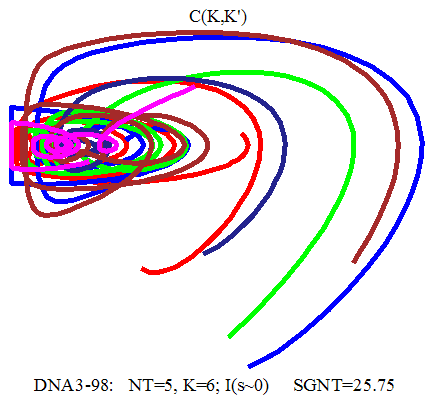 C(K,K')
DNA3-98: NT=5, K=6; I(s~0) SGNT=25.75